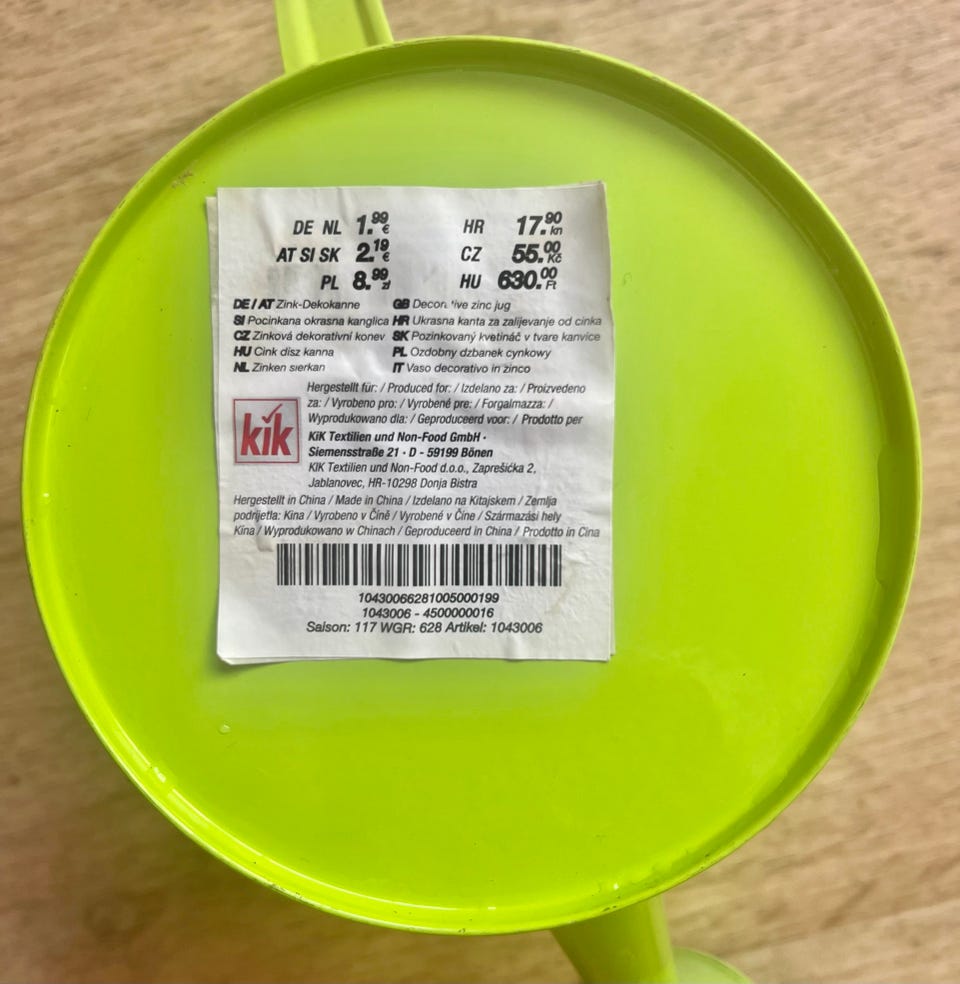 DE NL 1.99 € HR 17.90 kn
AT SI SK 2.19 € CZ 55.00 Kč
PL 8.99 zł HU 630.00 Ft
DE / AT Zink-Dekokanne GB Decorative zinc jug
SI Pocinkana okrasna kanglica HR Ukrasna kanta za zalijevanje od cinka
CZ Zinková dekorativní konev SK Pozinkovaný kvetináč v tvare kanvice
HU Cink dísz kanna PL Ozdobny dzbanek cynkowy
NL Zinken sierkan IT Vaso decorativo in zinco
Hergestellt für: / Produced for: / Izdelano za: / Proizvedeno
za: / Vyrobeno pro: / Vyrobené pre: / Forgalmazza: /
Wyprodukowano dla: / Geproduceerd voor: / Prodotto per
kik
KiK Textilien und Non-Food GmbH ·
Siemensstraße 21 · D - 59199 Bönen
KIK Textilien und Non-Food d.o.o., Zaprešićka 2,
Jablanovec, HR-10298 Donja Bistra
Hergestellt in China / Made in China / Izdelano na Kitajskem / Zemlja
podrijetla: Kina / Vyrobeno v Číně / Vyrobené v Číne / Származási hely
Kína / Wyprodukowano w Chinach / Geproduceerd in China / Prodotto in Cina
10430066281005000199
1043006 - 4500000016
Saison: 117 WGR: 628 Artikel: 1043006